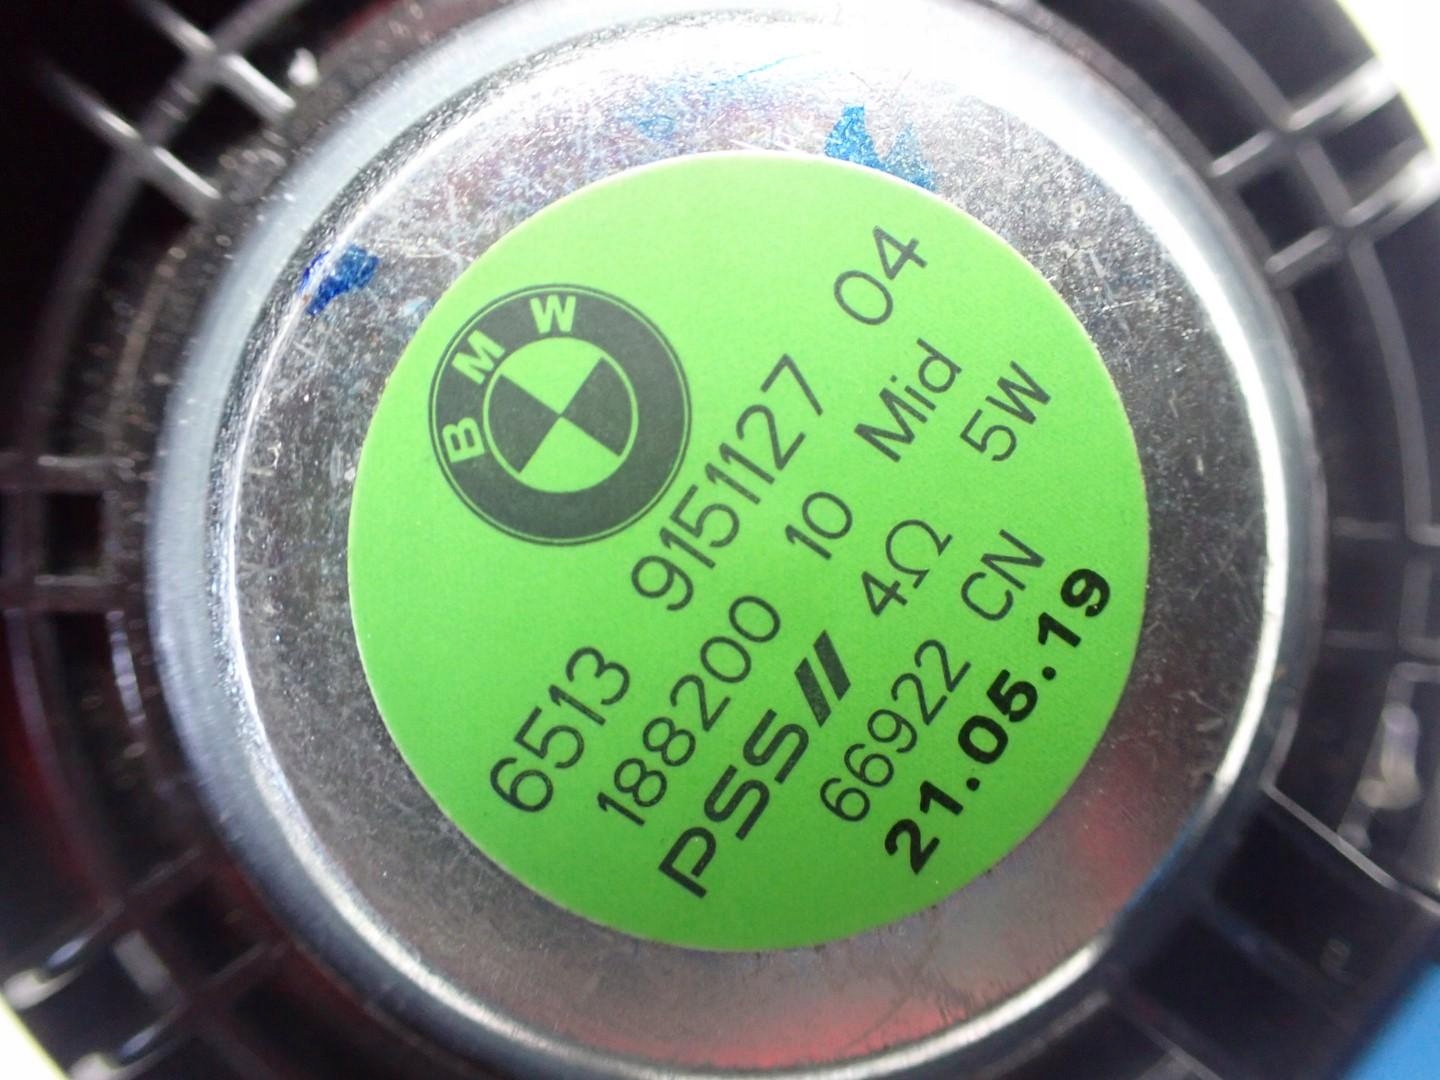 BMW
6513 9151127 04
188200 10 Mid
PSS 4Ω 5W
66922 CN
21.05.19